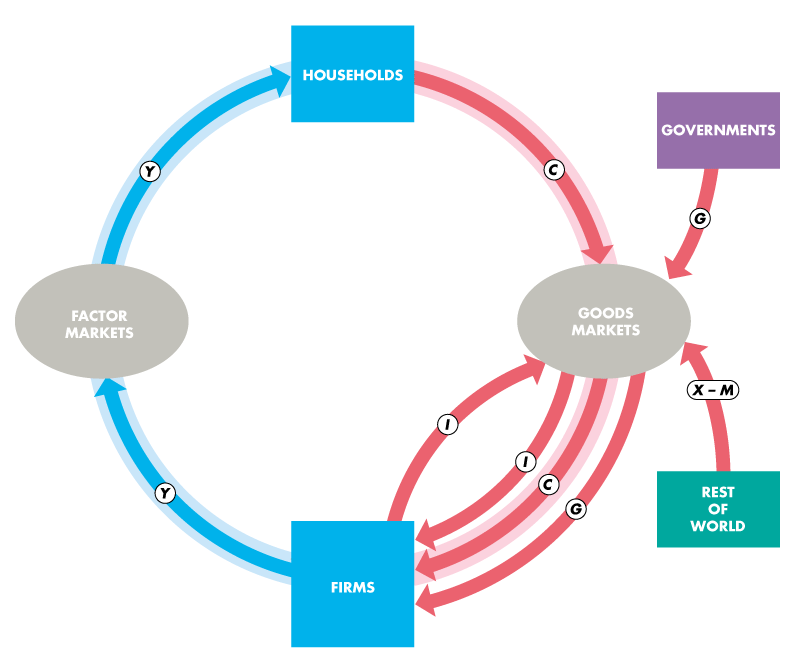 HOUSEHOLDS
GOVERNMENTS
Y
C
G
FACTOR
MARKETS
GOODS
MARKETS
X – M
I
I
C
Y
G
REST
OF
WORLD
FIRMS